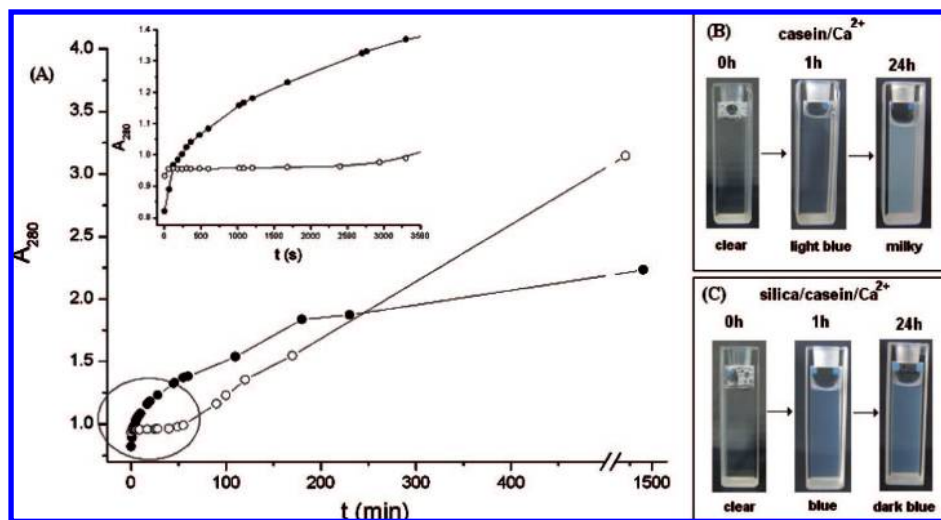 (A)
4.0
3.5
3.0
2.5
2.0
1.5
1.0
A280
0 100 200 300 400 1500
t (min)
1.4
1.3
1.2
1.1
1.0
0.9
0.8
A280
0 500 1000 1500 2000 2500 3000 3500
t (s)
(B) casein/Ca2+
0h 1h 24h
clear light blue milky
(C) silica/casein/Ca2+
0h 1h 24h
clear blue dark blue